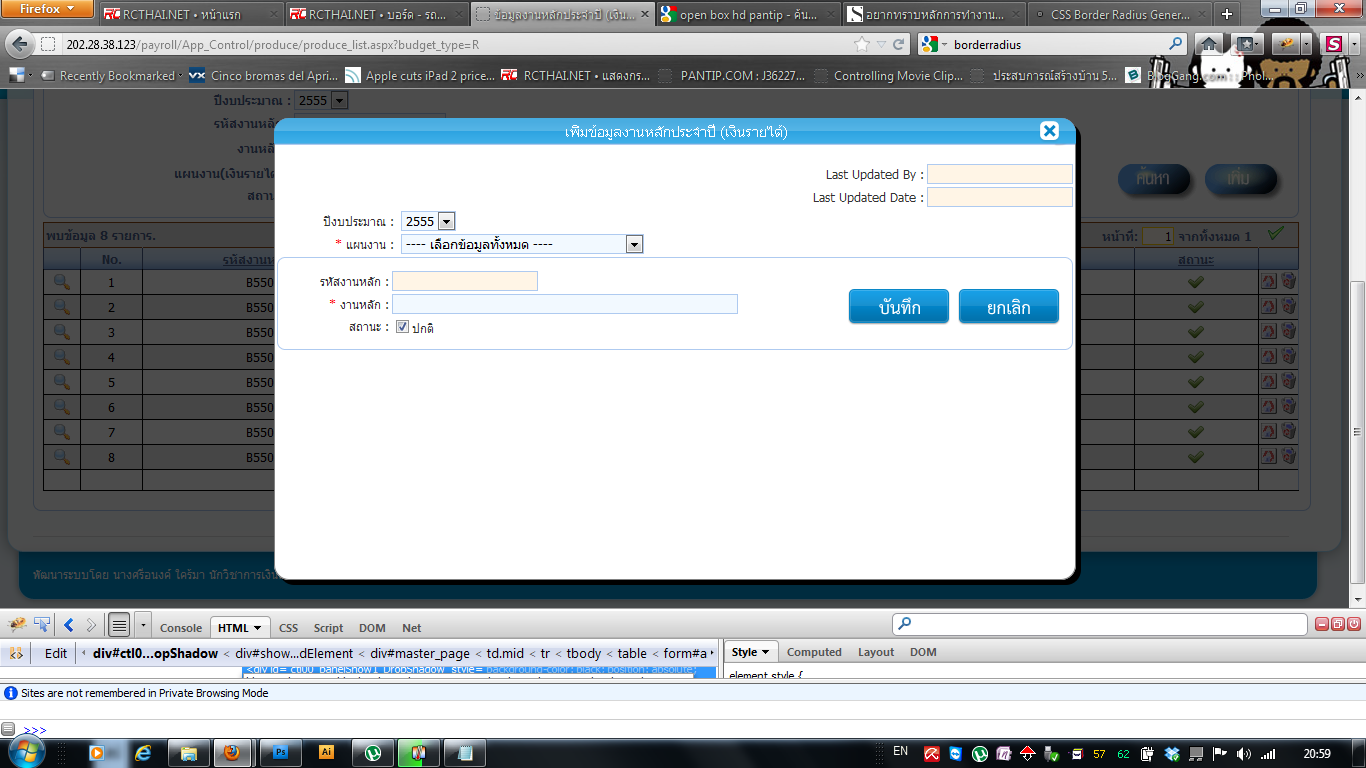 Firefox
RCTHAI.NET • หน้าแรก
RCTHAI.NET • บอร์ด - รถ...
ข้อมูลงานหลักประจำปี (เงิน...
open box hd pantip - ค้น...
อยากทราบหลักการทำงาน...
CSS Border Radius Gener...
202.28.38.123/payroll/App_Control/produce/produce_list.aspx?budget_type=R
borderradius
Recently Bookmarked
Cinco bromas del Apri...
Apple cuts iPad 2 price...
RCTHAI.NET • แสดงกร...
PANTIP.COM : J36227...
Controlling Movie Clip...
ประสบการณ์สร้างบ้าน 5...
BlogGang.com : : Phol...
ปีงบประมาณ : 2555
รหัสงานหลั
งานหลั
แผนงาน(เงินรายได้
สถาน
ค้นหา
เพิ่ม
เพิ่มข้อมูลงานหลักประจำปี (เงินรายได้)
Last Updated By :
Last Updated Date :
ปีงบประมาณ : 2555
* แผนงาน : ---- เลือกข้อมูลทั้งหมด ----
รหัสงานหลัก :
* งานหลัก :
สถานะ : ปกติ
บันทึก
ยกเลิก
พบข้อมูล 8 รายการ.
หน้าที่: 1 จากทั้งหมด 1
No.
รหัสงานห
สถานะ
1 B550
2 B550
3 B550
4 B550
5 B550
6 B550
7 B550
8 B550
พัฒนาระบบโดย นางศรีอนงค์ ใตร้มา นักวิชาการเงิน
Console HTML CSS Script DOM Net
Edit div#ctl0...opShadow < div#show...dElement < div#master_page < td.mid < tr < tbody < table < form#a
Style Computed Layout DOM
<div id="ctl00_panelShow1_DropShadow" style="background-color: black; position: absolute;
element.style {
Sites are not remembered in Private Browsing Mode
>>>
EN
57
62
20:59